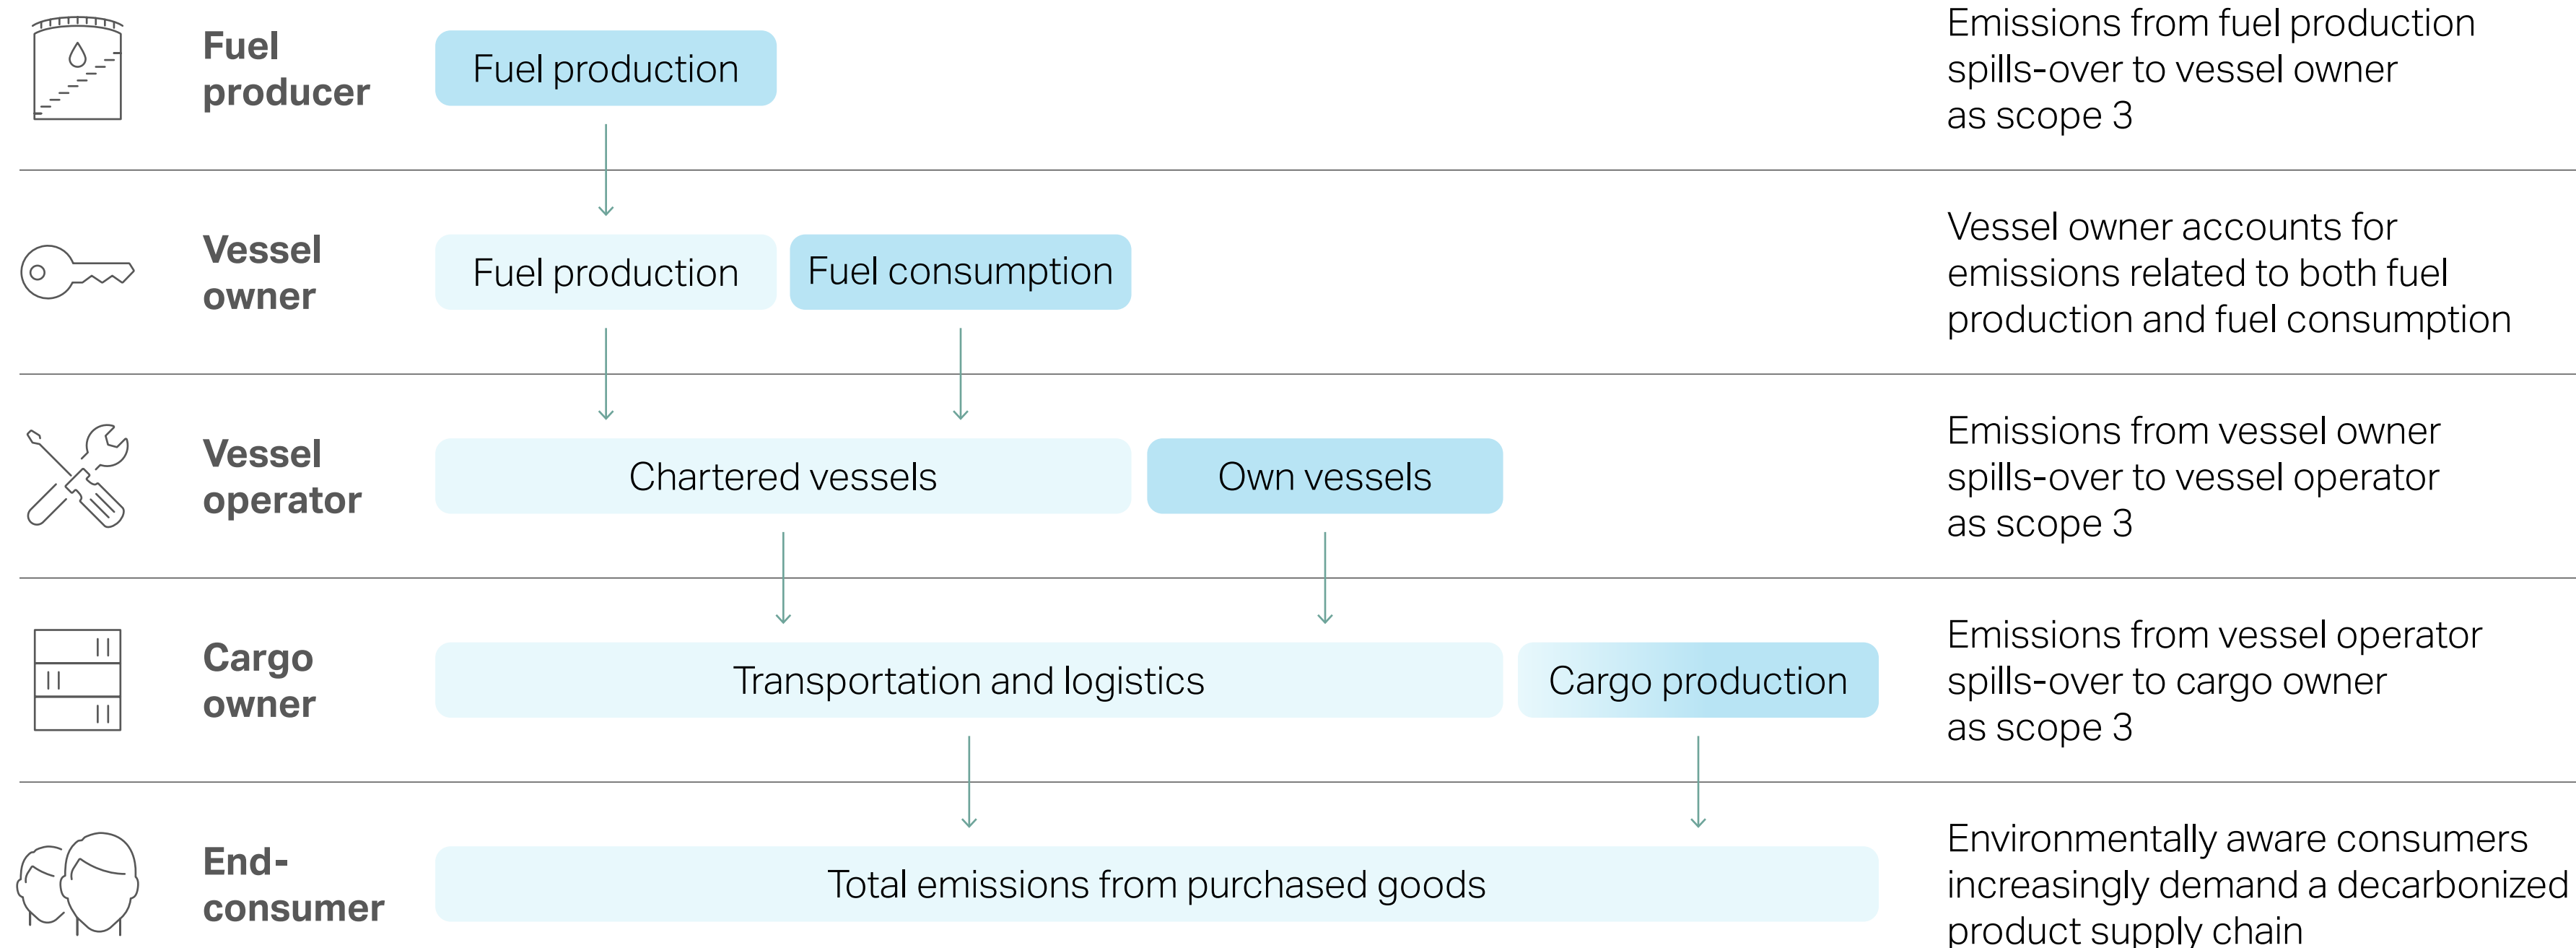 Fuel
producer
Fuel production
Emissions from fuel production
spills-over to vessel owner
as scope 3
Vessel
owner
Fuel production
Fuel consumption
Vessel owner accounts for
emissions related to both fuel
production and fuel consumption
Vessel
operator
Chartered vessels
Own vessels
Emissions from vessel owner
spills-over to vessel operator
as scope 3
Cargo
owner
Transportation and logistics
Cargo production
Emissions from vessel operator
spills-over to cargo owner
as scope 3
End-
consumer
Total emissions from purchased goods
Environmentally aware consumers
increasingly demand a decarbonized
product supply chain